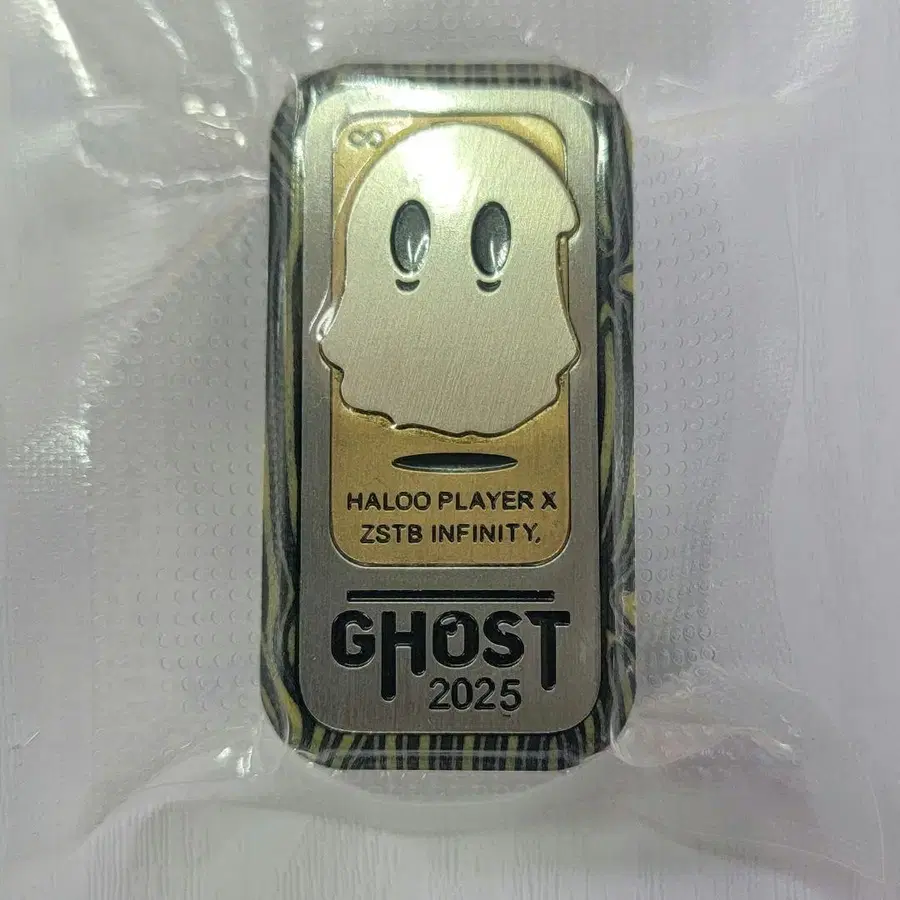 HALOO PLAYER X
ZSTB INFINITY.
GHOST
2025